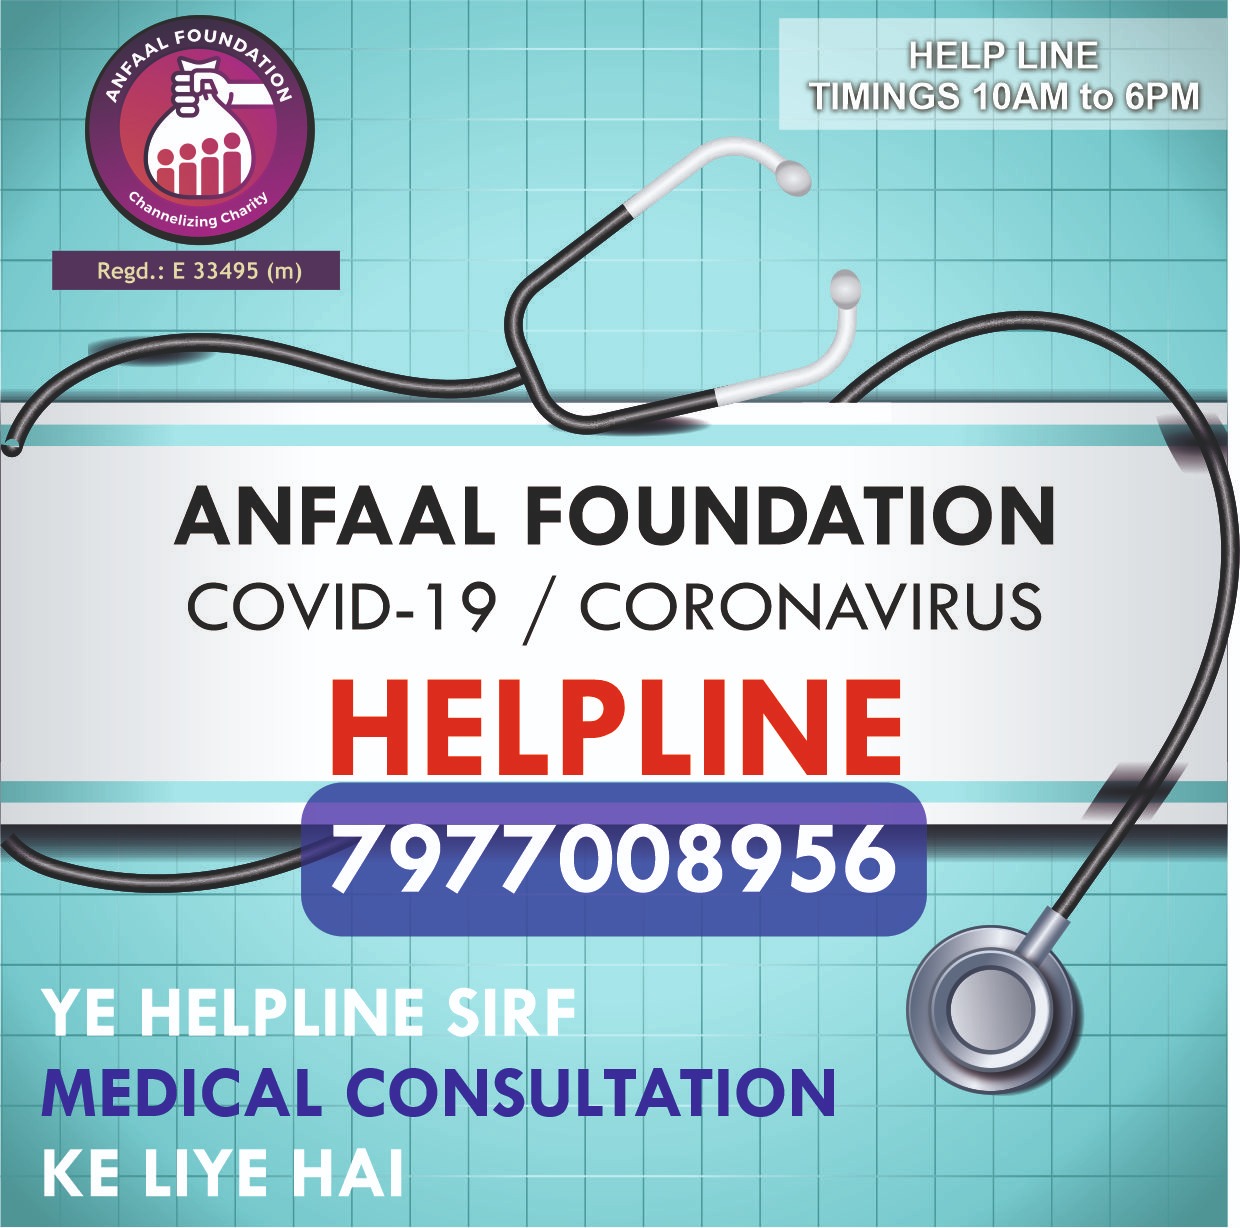 ANFAAL FOUNDATION
Channelizing Charity
Regd.: E 33495 (m)
HELP LINE
TIMINGS 10AM to 6PM
ANFAAL FOUNDATION
COVID-19 / CORONAVIRUS
HELPLINE
7977008956
YE HELPLINE SIRF
MEDICAL CONSULTATION
KE LIYE HAI